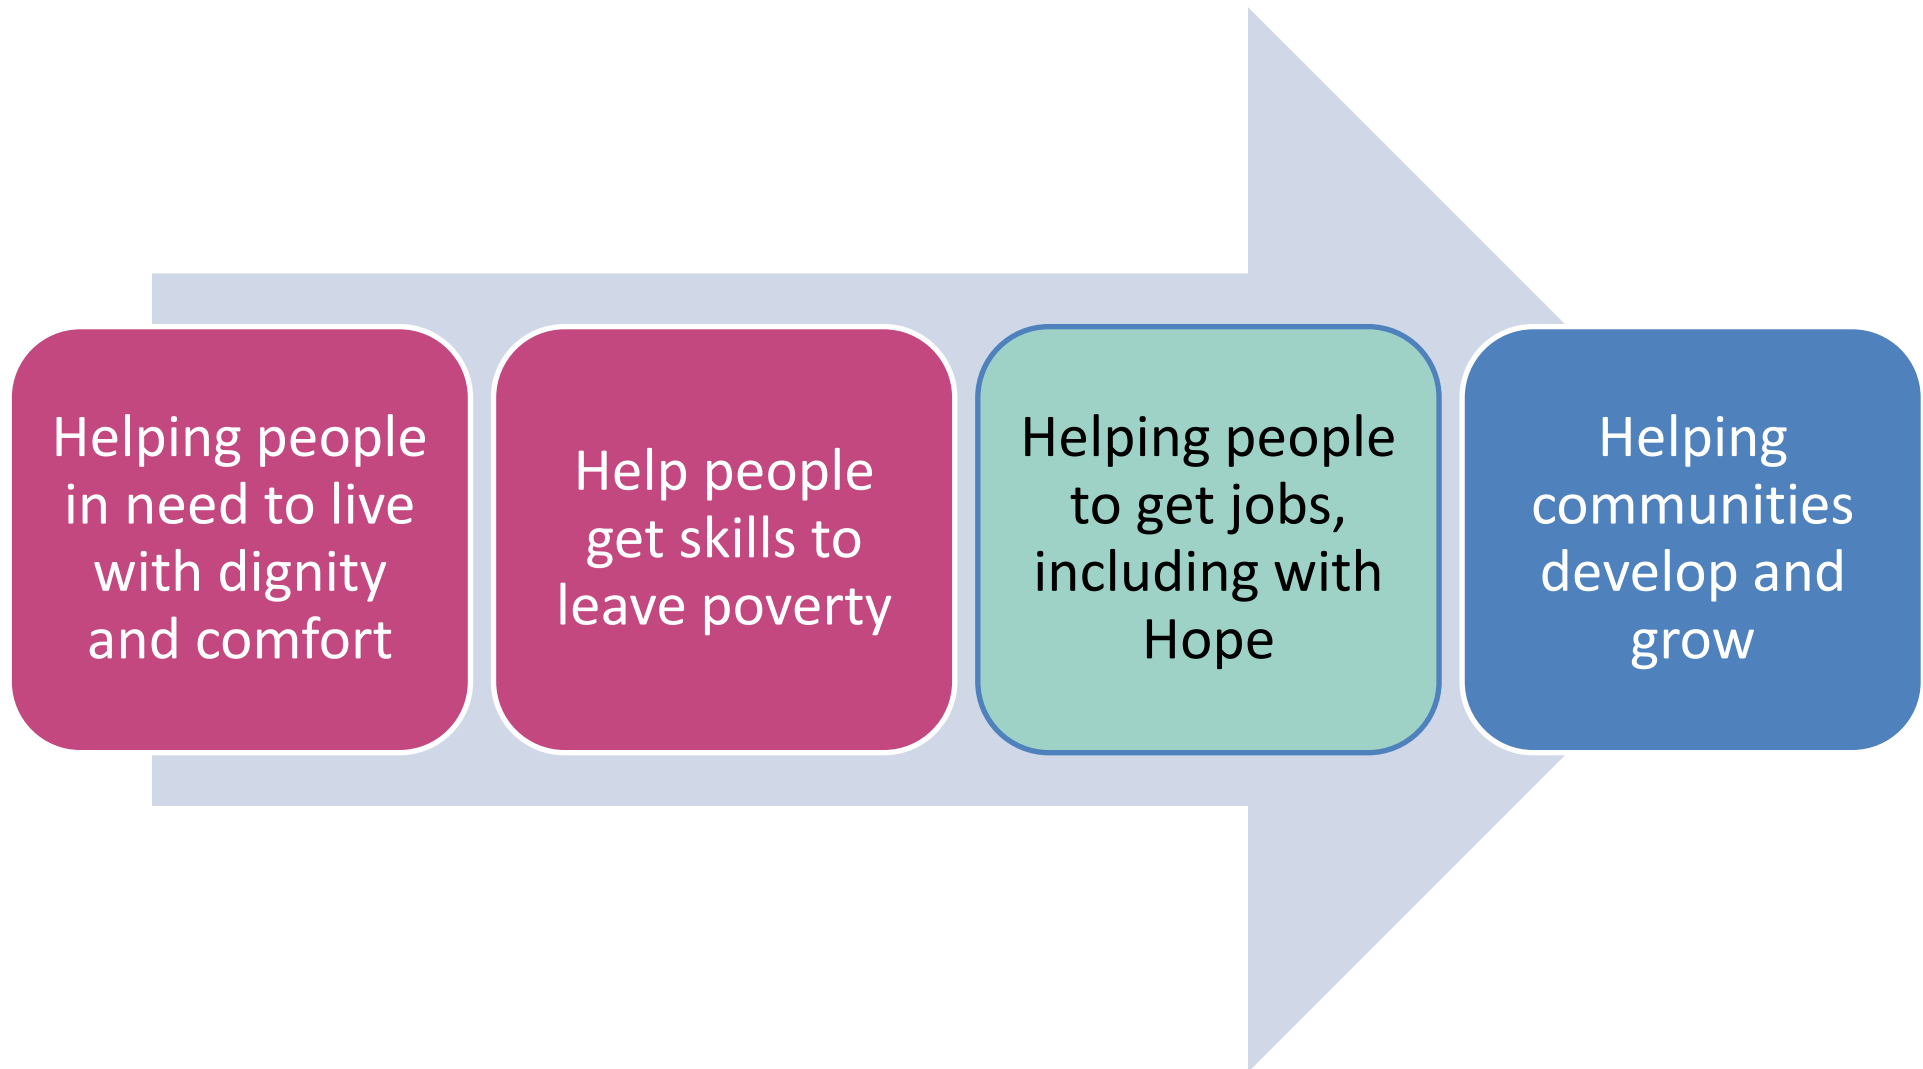 Helping people
in need to live
with dignity
and comfort
Help people
get skills to
leave poverty
Helping people
to get jobs,
including with
Hope
Helping
communities
develop and
grow